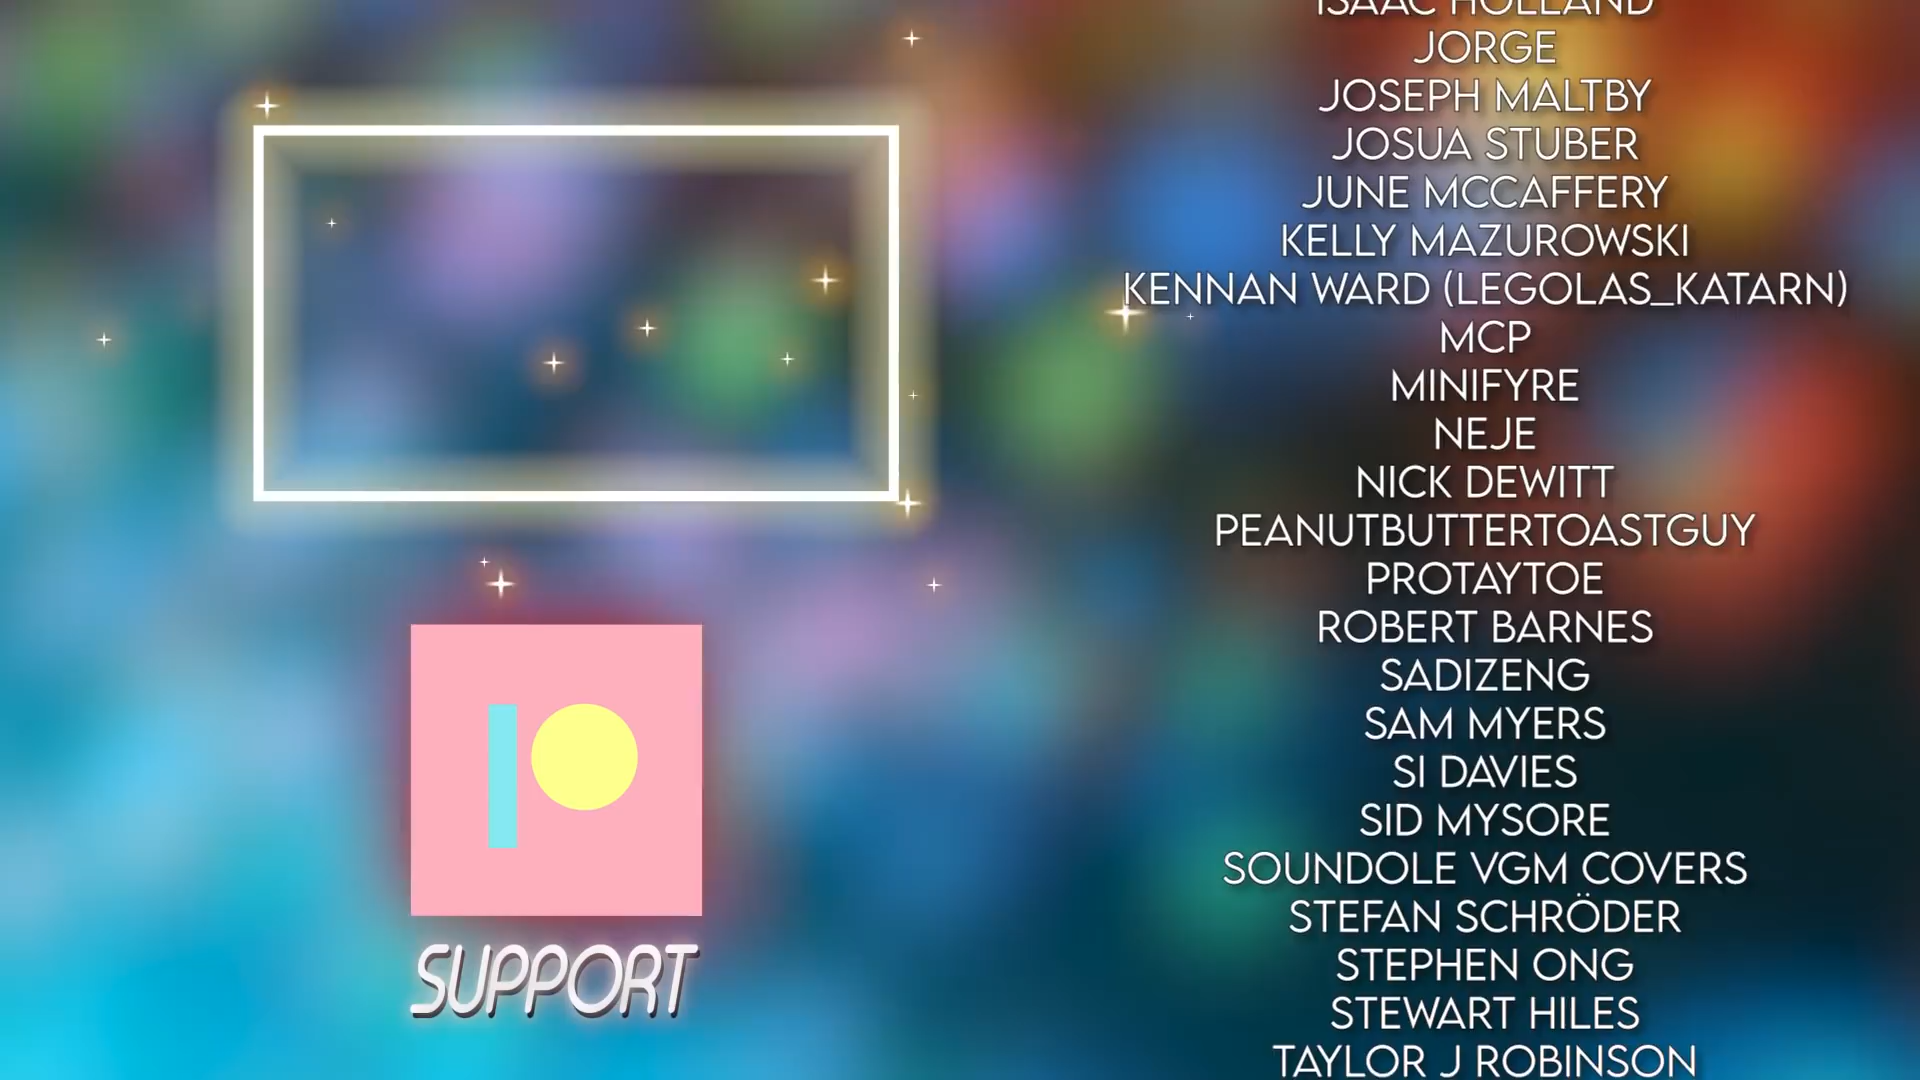 ISAAC HOLLAND
JORGE
JOSEPH MALTBY
JOSUA STUBER
JUNE MCCAFFERY
KELLY MAZUROWSKI
KENNAN WARD (LEGOLAS_KATARN)
MCP
MINIFYRE
NEJE
NICK DEWITT
PEANUTBUTTERTOASTGUY
PROTAYTOE
ROBERT BARNES
SADIZENG
SAM MYERS
SI DAVIES
SID MYSORE
SOUNDOLE VGM COVERS
STEFAN SCHRÖDER
STEPHEN ONG
STEWART HILES
TAYLOR J ROBINSON
SUPPORT